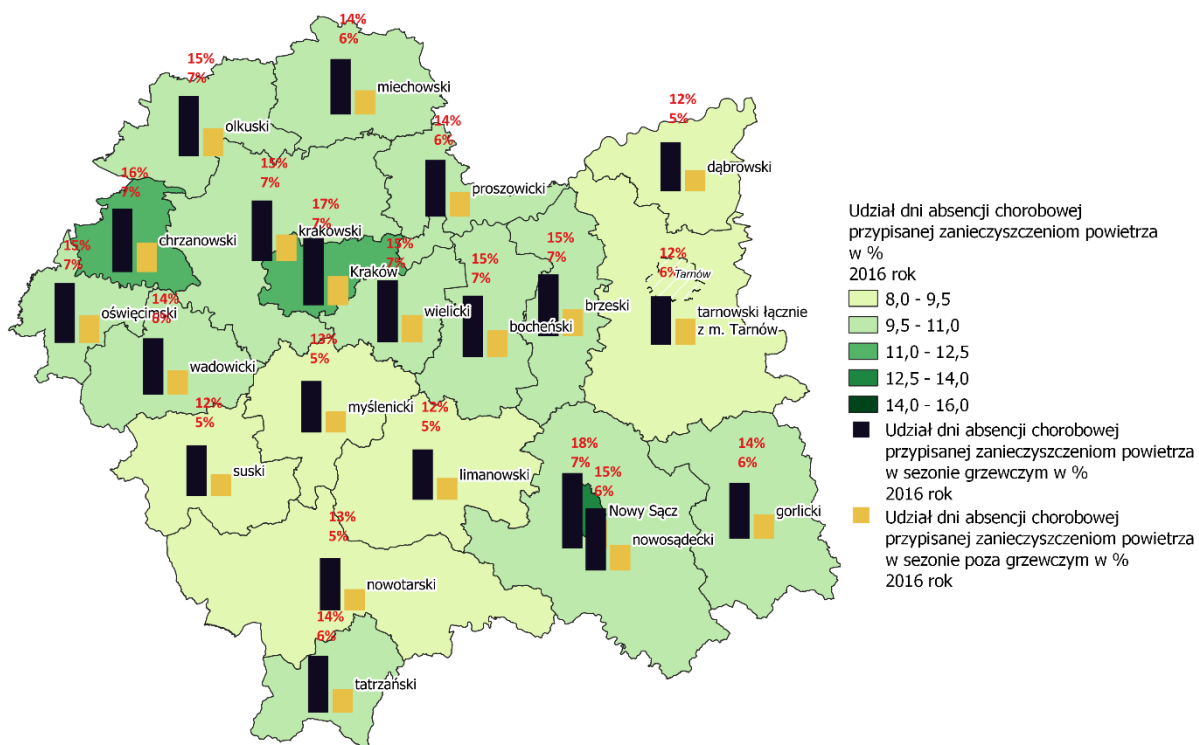 14%
6%
miechowski
15%
7%
olkuski
14%
6%
proszowicki
12%
5%
dąbrowski
16%
7%
chrzanowski
15%
7%
krakowski
17%
7%
Kraków
15%
7%
oświęcimski
14%
6%
wadowicki
15%
7%
wielicki
15%
7%
bocheński
15%
7%
brzeski
12%
6%
Tarnów
tarnowski łącznie
z m. Tarnów
13%
5%
myślenicki
12%
5%
suski
12%
5%
limanowski
18%
7%
Nowy Sącz
15%
6%
nowosądecki
14%
6%
gorlicki
13%
5%
nowotarski
14%
6%
tatrzański
Udział dni absencji chorobowej
przypisanej zanieczyszczeniom powietrza
w %
2016 rok
8,0 - 9,5
9,5 - 11,0
11,0 - 12,5
12,5 - 14,0
14,0 - 16,0
Udział dni absencji chorobowej
przypisanej zanieczyszczeniom powietrza
w sezonie grzewczym w %
2016 rok
Udział dni absencji chorobowej
przypisanej zanieczyszczeniom powietrza
w sezonie poza grzewczym w %
2016 rok